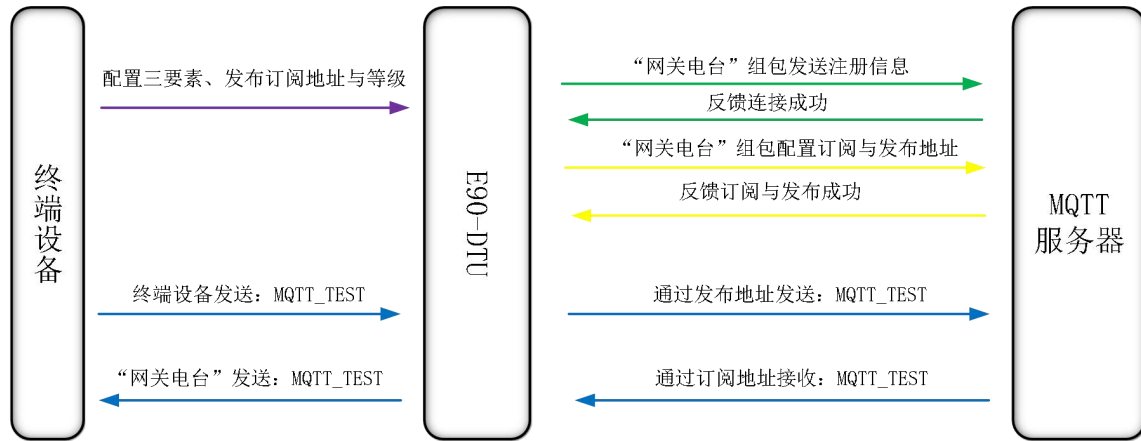 终端设备
配置三要素、发布订阅地址与等级
终端设备发送：MQTT_TEST
“网关电台”发送：MQTT_TEST
E90-DTU
“网关电台”组包发送注册信息
反馈连接成功
“网关电台”组包配置订阅与发布地址
反馈订阅与发布成功
通过发布地址发送：MQTT_TEST
通过订阅地址接收：MQTT_TEST
MQTT
服务器